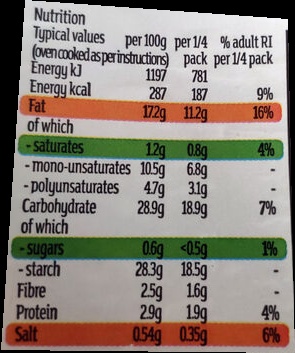 Nutrition
Typical values per 100g per 1/4 % adult RI
(oven cooked as per instructions) pack per 1/4 pack
Energy kJ 1197 781
Energy kcal 287 187 9%
Fat 17.2g 11.2g 16%
of which
- saturates 1.2g 0.8g 4%
- mono-unsaturates 10.5g 6.8g -
- polyunsaturates 4.7g 3.1g -
Carbohydrate 28.9g 18.9g 7%
of which
- sugars 0.6g <0.5g 1%
- starch 28.3g 18.5g -
Fibre 2.5g 1.6g -
Protein 2.9g 1.9g 4%
Salt 0.54g 0.35g 6%